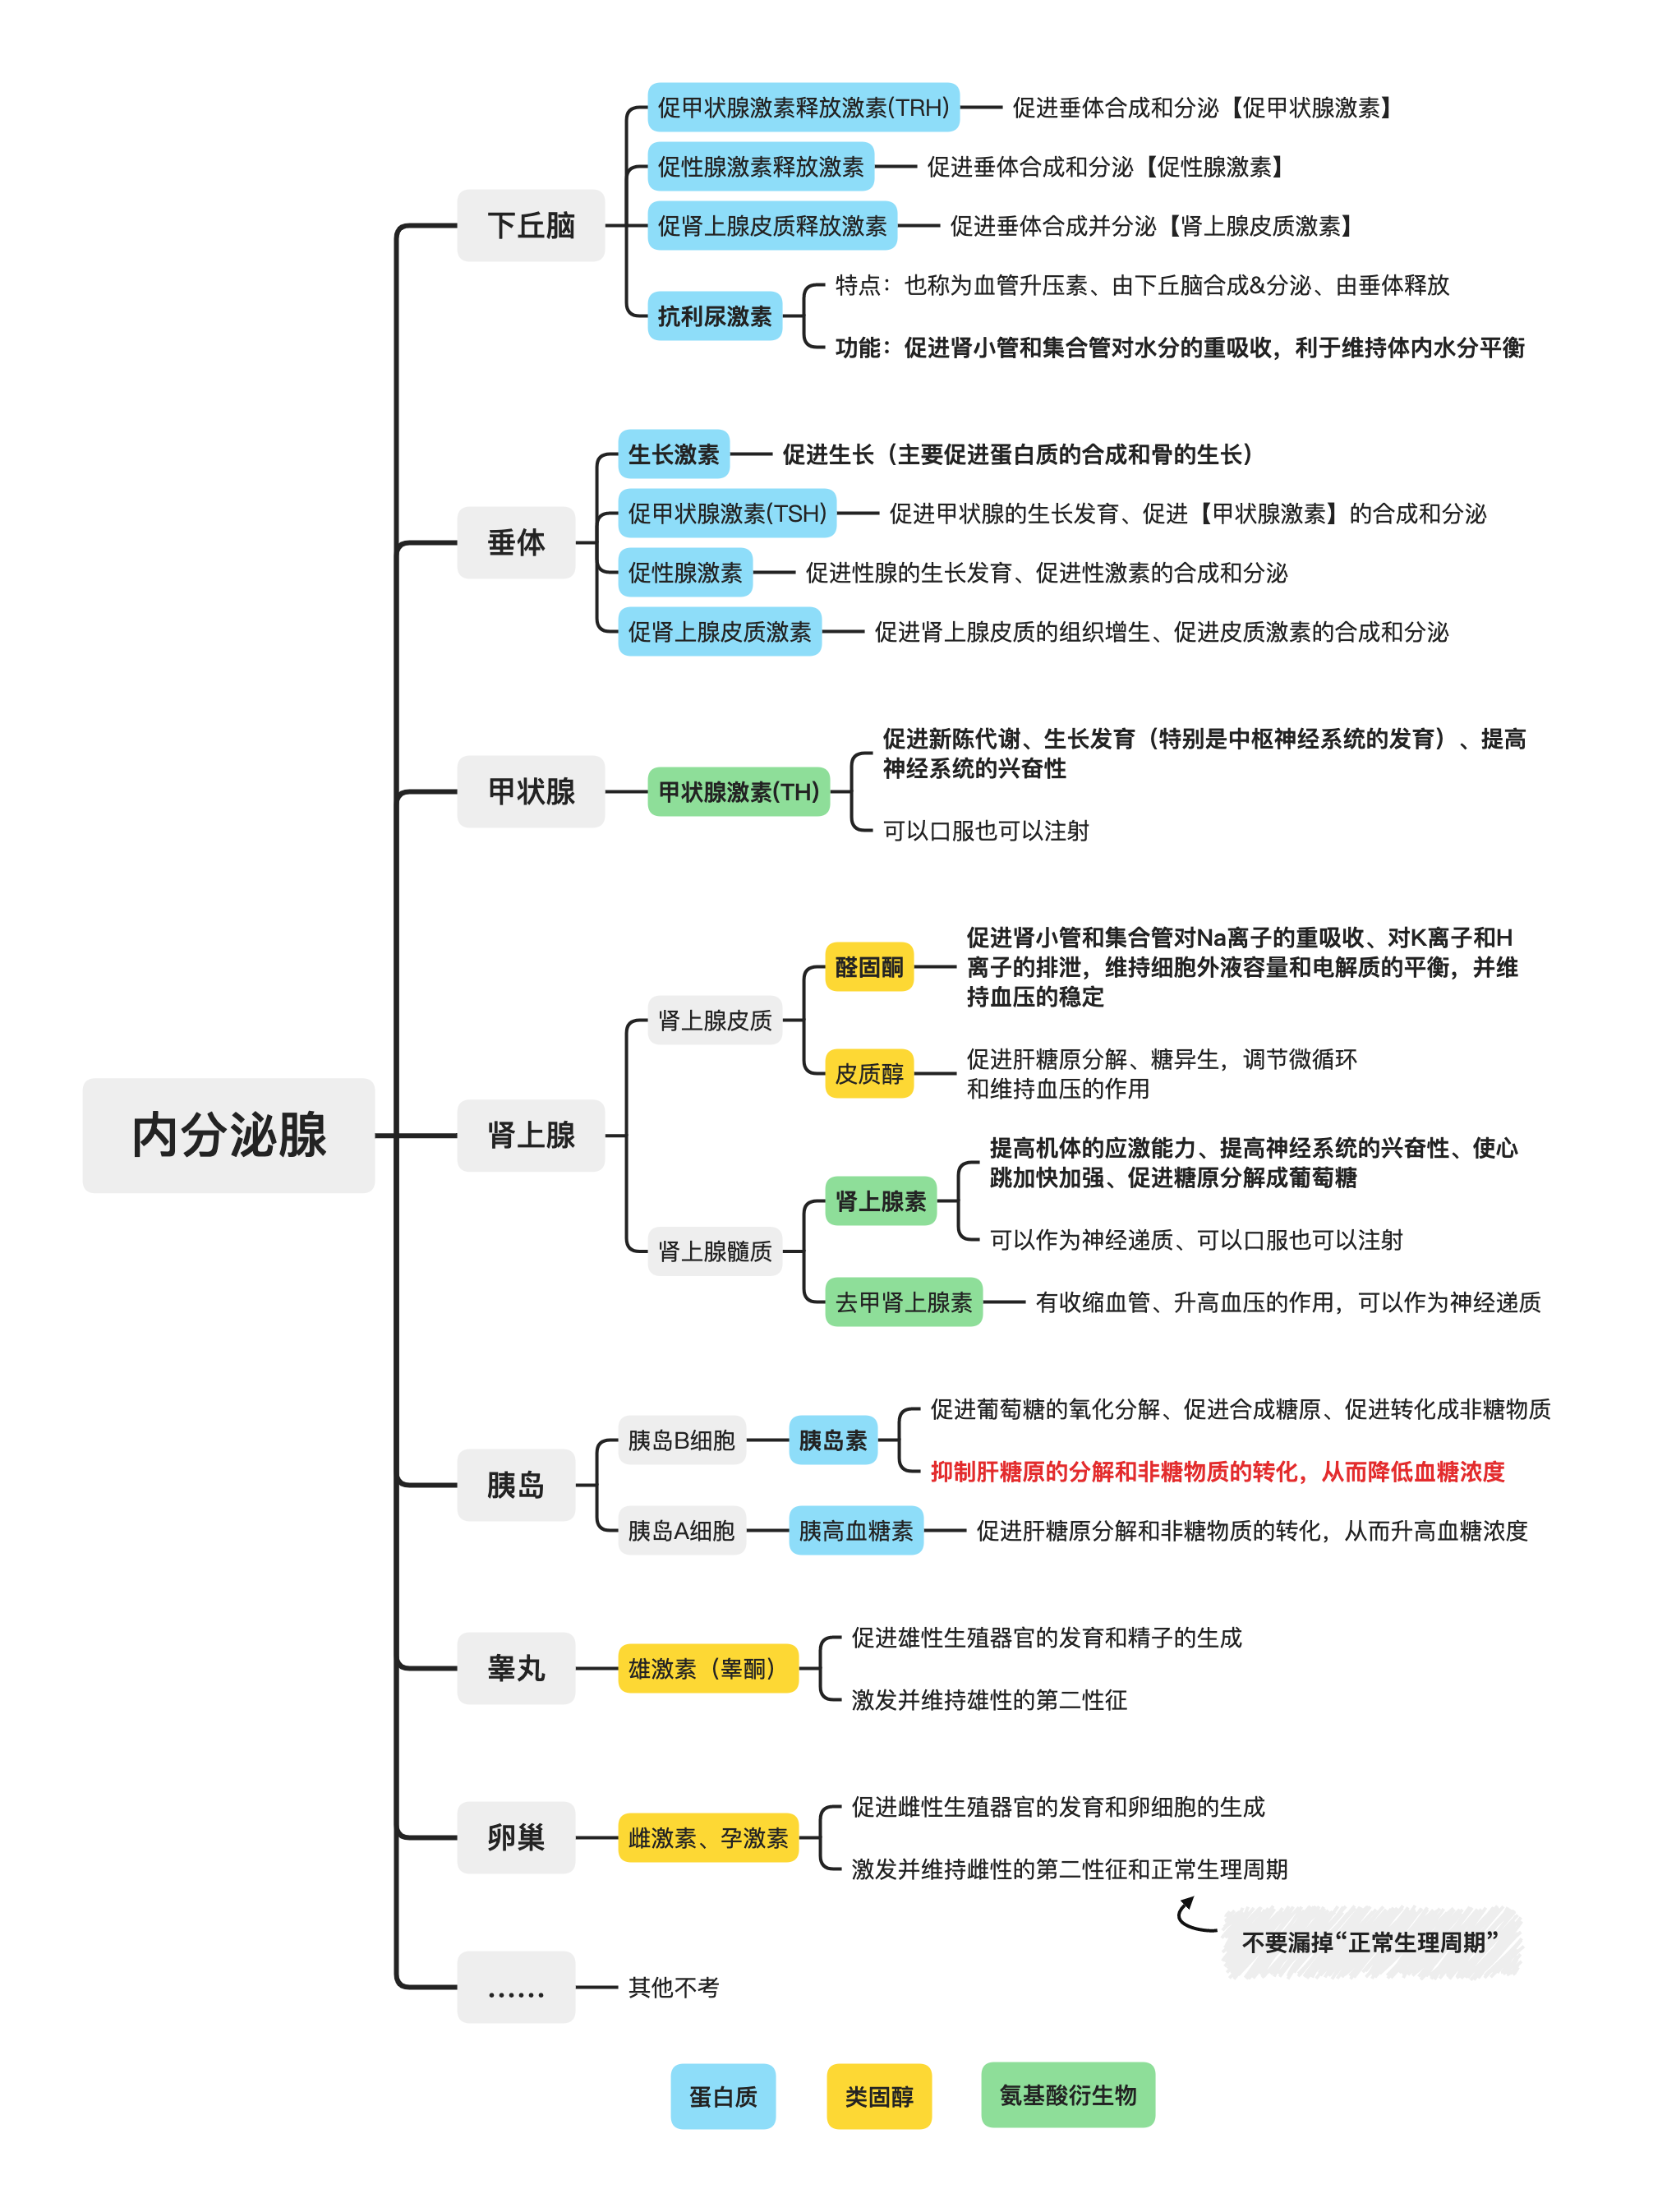 内分泌腺
下丘脑
促甲状腺激素释放激素(TRH)
促进垂体合成和分泌【促甲状腺激素】
促性腺激素释放激素
促进垂体合成和分泌【促性腺激素】
促肾上腺皮质释放激素
促进垂体合成并分泌【肾上腺皮质激素】
抗利尿激素
特点：也称为血管升压素、由下丘脑合成&分泌、由垂体释放
功能：促进肾小管和集合管对水分的重吸收，利于维持体内水分平衡
垂体
生长激素
促进生长（主要促进蛋白质的合成和骨的生长）
促甲状腺激素(TSH)
促进甲状腺的生长发育、促进【甲状腺激素】的合成和分泌
促性腺激素
促进性腺的生长发育、促进性激素的合成和分泌
促肾上腺皮质激素
促进肾上腺皮质的组织增生、促进皮质激素的合成和分泌
甲状腺
甲状腺激素(TH)
促进新陈代谢、生长发育（特别是中枢神经系统的发育）、提高
神经系统的兴奋性
可以口服也可以注射
肾上腺
肾上腺皮质
醛固酮
促进肾小管和集合管对Na离子的重吸收、对K离子和H
离子的排泄，维持细胞外液容量和电解质的平衡，并维
持血压的稳定
皮质醇
促进肝糖原分解、糖异生，调节微循环
和维持血压的作用
肾上腺髓质
肾上腺素
提高机体的应激能力、提高神经系统的兴奋性、使心
跳加快加强、促进糖原分解成葡萄糖
可以作为神经递质、可以口服也可以注射
去甲肾上腺素
有收缩血管、升高血压的作用，可以作为神经递质
胰岛
胰岛B细胞
胰岛素
促进葡萄糖的氧化分解、促进合成糖原、促进转化成非糖物质
抑制肝糖原的分解和非糖物质的转化，从而降低血糖浓度
胰岛A细胞
胰高血糖素
促进肝糖原分解和非糖物质的转化，从而升高血糖浓度
睾丸
雄激素（睾酮）
促进雄性生殖器官的发育和精子的生成
激发并维持雄性的第二性征
卵巢
雌激素、孕激素
促进雌性生殖器官的发育和卵细胞的生成
激发并维持雌性的第二性征和正常生理周期
不要漏掉“正常生理周期”
……
其他不考
蛋白质
类固醇
氨基酸衍生物